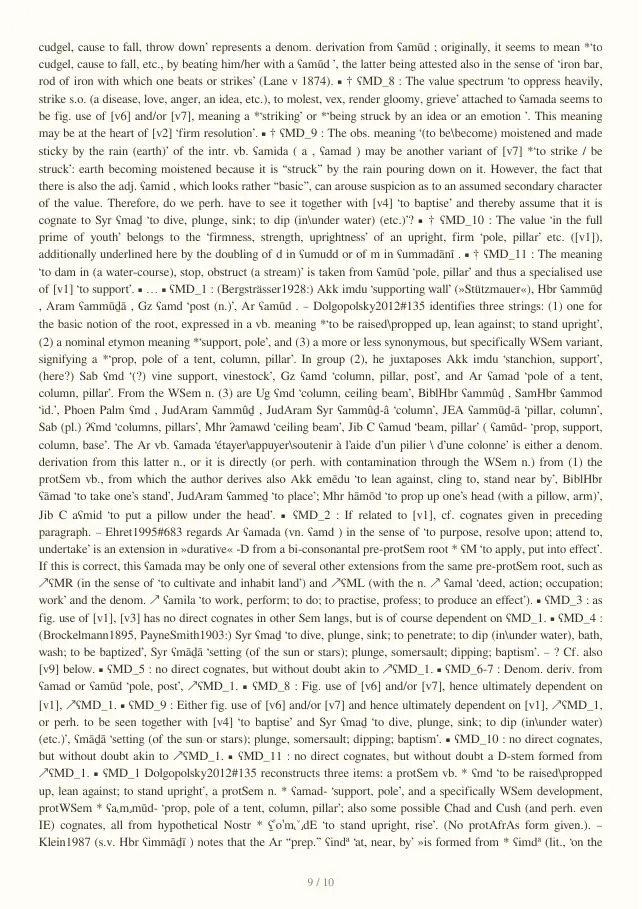 cudgel, cause to fall, throw down’ represents a denom. derivation from ʕamūd ; originally, it seems to mean *‘to
cudgel, cause to fall, etc., by beating him/her with a ʕamūd ’, the latter being attested also in the sense of ‘iron bar,
rod of iron with which one beats or strikes’ (Lane v 1874). ▪ † ʕMD_8 : The value spectrum ‘to oppress heavily,
strike s.o. (a disease, love, anger, an idea, etc.), to molest, vex, render gloomy, grieve’ attached to ʕamada seems to
be fig. use of [v6] and/or [v7], meaning a *‘striking’ or *‘being struck by an idea or an emotion ’. This meaning
may be at the heart of [v2] ‘firm resolution’. ▪ † ʕMD_9 : The obs. meaning ‘(to be\become) moistened and made
sticky by the rain (earth)’ of the intr. vb. ʕamida ( a , ʕamad ) may be another variant of [v7] *‘to strike / be
struck’: earth becoming moistened because it is “struck” by the rain pouring down on it. However, the fact that
there is also the adj. ʕamid , which looks rather “basic”, can arouse suspicion as to an assumed secondary character
of the value. Therefore, do we perh. have to see it together with [v4] ‘to baptise’ and thereby assume that it is
cognate to Syr ʕmaḏ ‘to dive, plunge, sink; to dip (in\under water) (etc.)’? ▪ † ʕMD_10 : The value ‘in the full
prime of youth’ belongs to the ‘firmness, strength, uprightness’ of an upright, firm ‘pole, pillar’ etc. ([v1]),
additionally underlined here by the doubling of d in ʕumudd or of m in ʕummadānī . ▪ † ʕMD_11 : The meaning
‘to dam in (a water-course), stop, obstruct (a stream)’ is taken from ʕamūd ‘pole, pillar’ and thus a specialised use
of [v1] ‘to support’. ▪ … ▪ ʕMD_1 : (Bergsträsser1928:) Akk imdu ‘supporting wall’ (»Stützmauer«), Hbr ʕammūḏ
, Aram ʕammūḏā , Gz ʕamd ‘post (n.)’, Ar ʕamūd . – Dolgopolsky2012#135 identifies three strings: (1) one for
the basic notion of the root, expressed in a vb. meaning *‘to be raised\propped up, lean against; to stand upright’,
(2) a nominal etymon meaning *‘support, pole’, and (3) a more or less synonymous, but specifically WSem variant,
signifying a *‘prop, pole of a tent, column, pillar’. In group (2), he juxtaposes Akk imdu ‘stanchion, support’,
(here?) Sab ʕmd ‘(?) vine support, vinestock’, Gz ʕamd ‘column, pillar, post’, and Ar ʕamad ‘pole of a tent,
column, pillar’. From the WSem n. (3) are Ug ʕmd ‘column, ceiling beam’, BiblHbr ʕammûḏ , SamHbr ʕammod
‘id.’, Phoen Palm ʕmd , JudAram ʕammûḏ , JudAram Syr ʕammūḏ-â ‘column’, JEA ʕammūḏ-ā ‘pillar, column’,
Sab (pl.) ʔʕmd ‘columns, pillars’, Mhr ʔamawd ‘ceiling beam’, Jib C ʕamud ‘beam, pillar’ ( ʕamūd- ‘prop, support,
column, base’. The Ar vb. ʕamada ‘étayer\appuyer\soutenir à l’aide d’un pilier \ d’une colonne’ is either a denom.
derivation from this latter n., or it is directly (or perh. with contamination through the WSem n.) from (1) the
protSem vb., from which the author derives also Akk emēdu ‘to lean against, cling to, stand near by’, BiblHbr
ʕāmad ‘to take one’s stand’, JudAram ʕammeḏ ‘to place’; Mhr hāmōd ‘to prop up one’s head (with a pillow, arm)’,
Jib C aʕmid ‘to put a pillow under the head’. ▪ ʕMD_2 : If related to [v1], cf. cognates given in preceding
paragraph. – Ehret1995#683 regards Ar ʕamada (vn. ʕamd ) in the sense of ‘to purpose, resolve upon; attend to,
undertake’ is an extension in »durative« -D from a bi-consonantal pre-protSem root * ʕM ‘to apply, put into effect’.
If this is correct, this ʕamada may be only one of several other extensions from the same pre-protSem root, such as
↗ʕMR (in the sense of ‘to cultivate and inhabit land’) and ↗ʕML (with the n. ↗ ʕamal ‘deed, action; occupation;
work’ and the denom. ↗ ʕamila ‘to work, perform; to do; to practise, profess; to produce an effect’). ▪ ʕMD_3 : as
fig. use of [v1], [v3] has no direct cognates in other Sem langs, but is of course dependent on ʕMD_1. ▪ ʕMD_4 :
(Brockelmann1895, PayneSmith1903:) Syr ʕmaḏ ‘to dive, plunge, sink; to penetrate; to dip (in\under water), bath,
wash; to be baptized’, Syr ʕmāḏā ‘setting (of the sun or stars); plunge, somersault; dipping; baptism’. – ? Cf. also
[v9] below. ▪ ʕMD_5 : no direct cognates, but without doubt akin to ↗ʕMD_1. ▪ ʕMD_6-7 : Denom. deriv. from
ʕamad or ʕamūd ‘pole, post’, ↗ʕMD_1. ▪ ʕMD_8 : Fig. use of [v6] and/or [v7], hence ultimately dependent on
[v1], ↗ʕMD_1. ▪ ʕMD_9 : Either fig. use of [v6] and/or [v7] and hence ultimately dependent on [v1], ↗ʕMD_1,
or perh. to be seen together with [v4] ‘to baptise’ and Syr ʕmaḏ ‘to dive, plunge, sink; to dip (in\under water)
(etc.)’, ʕmāḏā ‘setting (of the sun or stars); plunge, somersault; dipping; baptism’. ▪ ʕMD_10 : no direct cognates,
but without doubt akin to ↗ʕMD_1. ▪ ʕMD_11 : no direct cognates, but without doubt a D-stem formed from
↗ʕMD_1. ▪ ʕMD_1 Dolgopolsky2012#135 reconstructs three items: a protSem vb. * ʕmd ‘to be raised\propped
up, lean against; to stand upright’, a protSem n. * ʕamad- ‘support, pole’, and a specifically WSem development,
protWSem * ʕa͵m͵mūd- ‘prop, pole of a tent, column, pillar’; also some possible Chad and Cush (and perh. even
IE) cognates, all from hypothetical Nostr * ‘to stand upright, rise’. (No protAfrAs form given.). –
Klein1987 (s.v. Hbr ʕimmāḏī ) notes that the Ar “prep.” ʕindᵃ ‘at, near, by’ »is formed from * ʕimdᵃ (lit., ‘on the
9 / 10